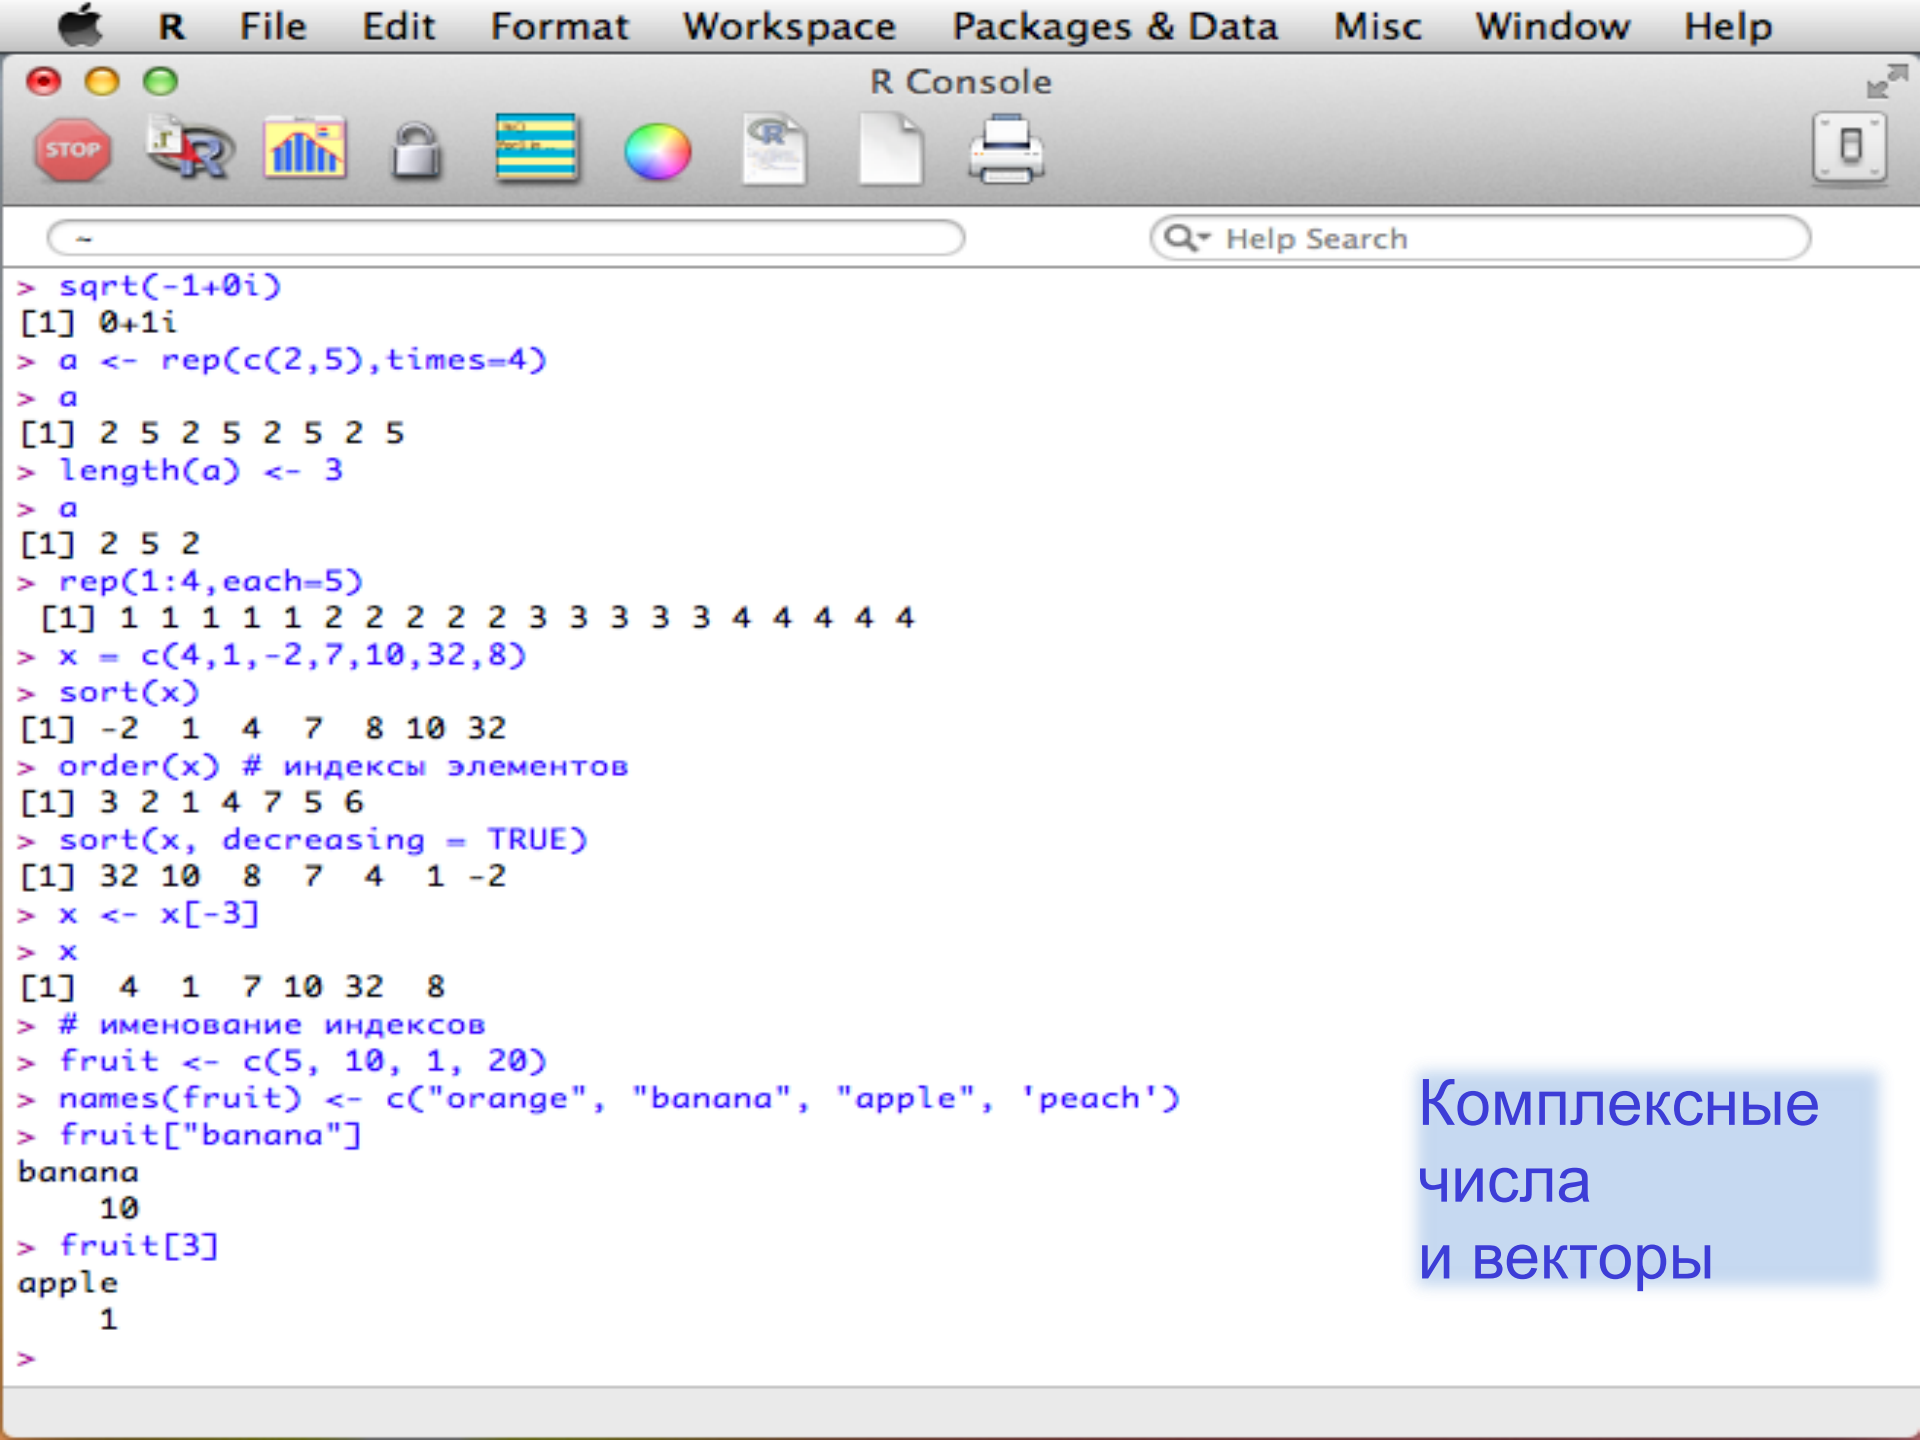 R File Edit Format Workspace Packages & Data Misc Window Help
R Console
STOP
~
Help Search
> sqrt(-1+0i)
[1] 0+1i
> a <- rep(c(2,5),times=4)
> a
[1] 2 5 2 5 2 5 2 5
> length(a) <- 3
> a
[1] 2 5 2
> rep(1:4,each=5)
 [1] 1 1 1 1 1 2 2 2 2 2 3 3 3 3 3 4 4 4 4 4
> x = c(4,1,-2,7,10,32,8)
> sort(x)
[1] -2  1  4  7  8 10 32
> order(x) # индексы элементов
[1] 3 2 1 4 7 5 6
> sort(x, decreasing = TRUE)
[1] 32 10  8  7  4  1 -2
> x <- x[-3]
> x
[1]  4  1  7 10 32  8
> # именование индексов
> fruit <- c(5, 10, 1, 20)
> names(fruit) <- c("orange", "banana", "apple", 'peach')
> fruit["banana"]
banana
    10
> fruit[3]
apple
    1
>
Комплексные
числа
и векторы